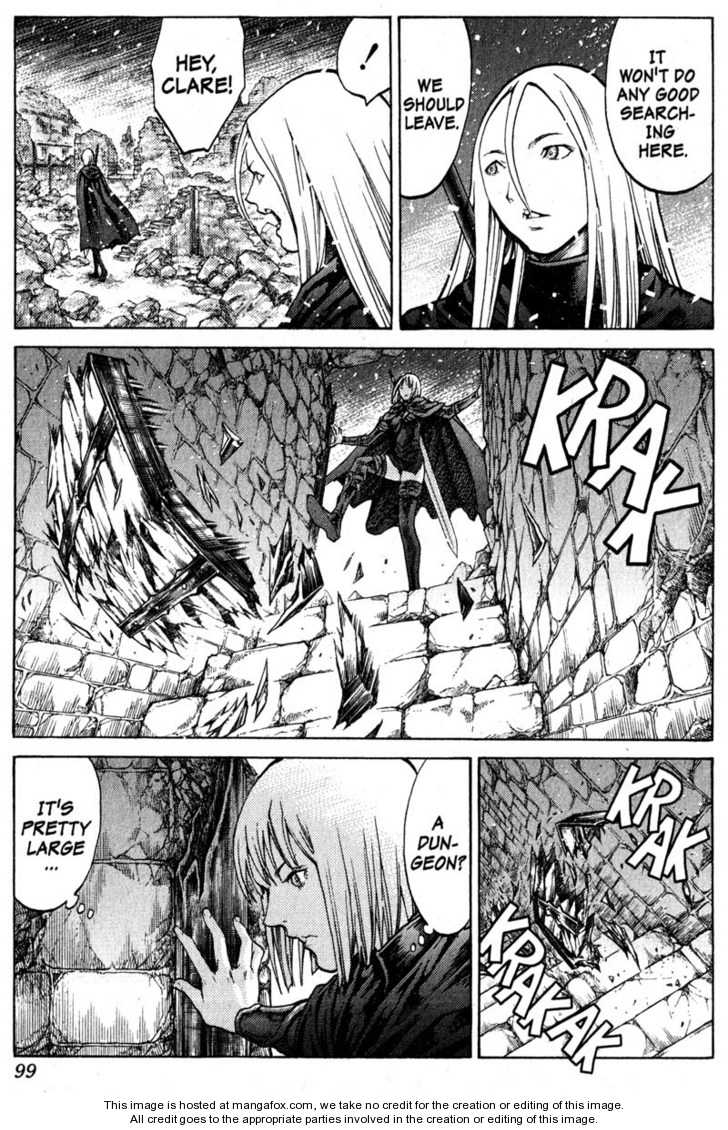 IT
WON'T DO
ANY GOOD
SEARCH-
ING
HERE.
WE
SHOULD
LEAVE.
!
HEY,
CLARE!
KRAK
KRAK
KRAKAK
A
DUN-
GEON?
IT'S
PRETTY
LARGE
...
99
This image is hosted at mangafox.com, we take no credit for the creation or editing of this image.
All credit goes to the appropriate parties involved in the creation or editing of this image.